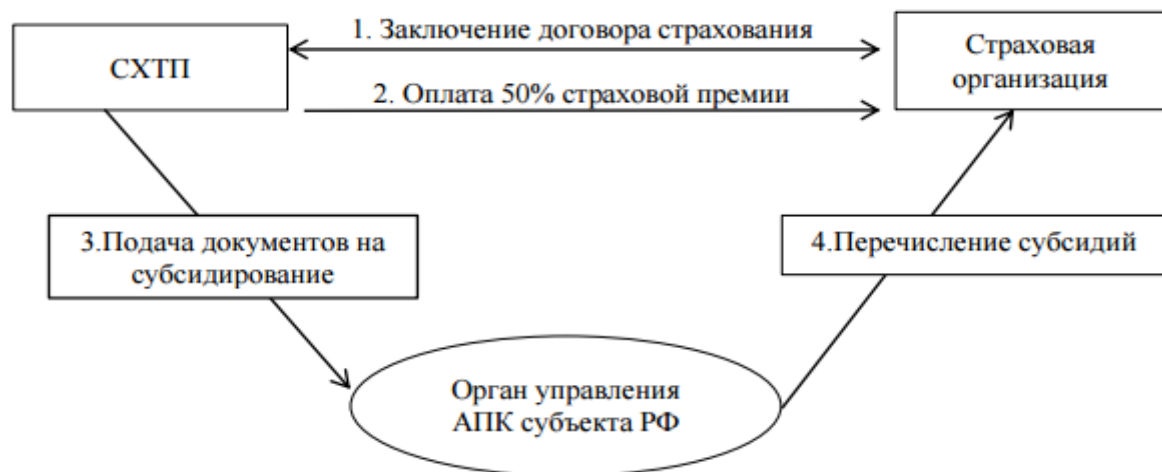 1. Заключение договора страхования
СХТП
Страховая
организация
2. Оплата 50% страховой премии
3.Подача документов на
субсидирование
4.Перечисление субсидий
Орган управления
АПК субъекта РФ